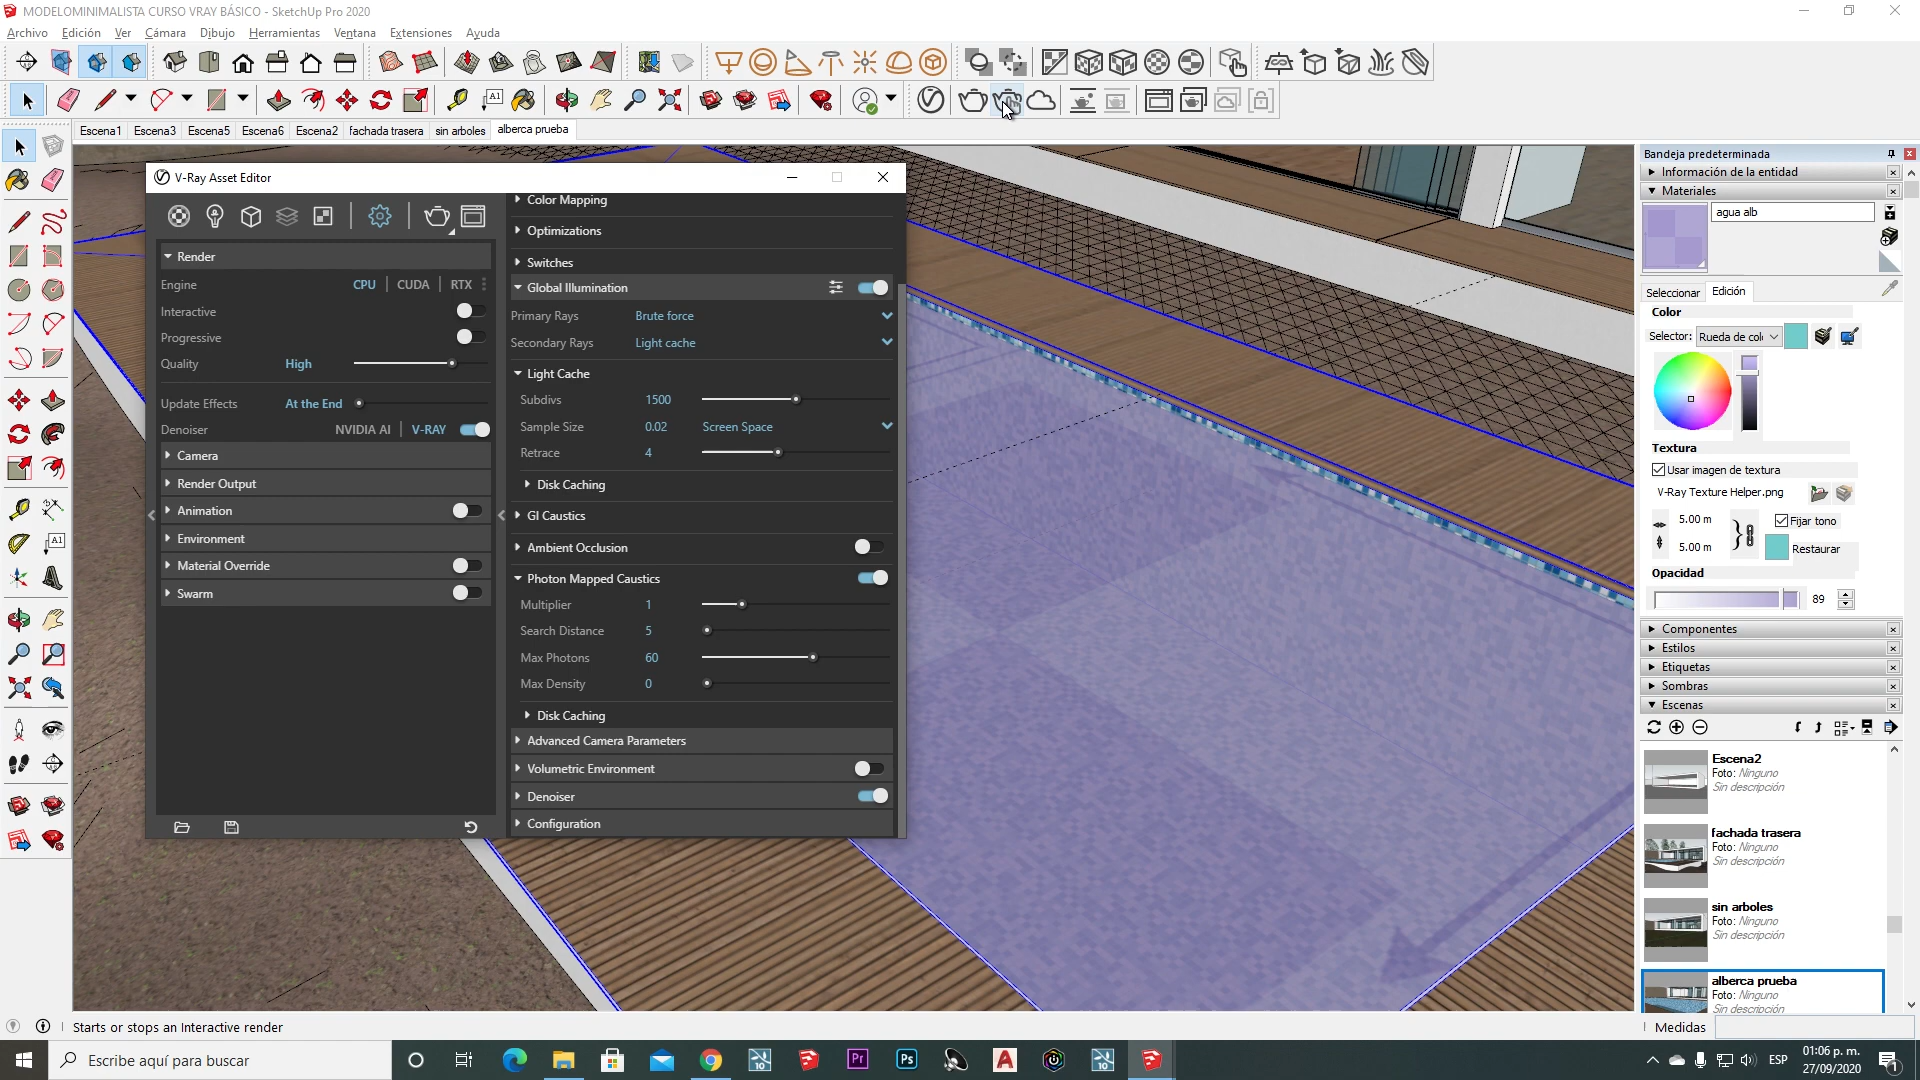 MODELOMINIMALISTA CURSO VRAY BÁSICO - SketchUp Pro 2020
Archivo Edición Ver Cámara Dibujo Herramientas Ventana Extensiones Ayuda
Escena1 Escena3 Escena5 Escena6 Escena2 fachada trasera sin arboles alberca prueba
V-Ray Asset Editor
Render
Engine CPU CUDA RTX
Interactive
Progressive
Quality High
Update Effects At the End
Denoiser NVIDIA AI V-RAY
Camera
Render Output
Animation
Environment
Material Override
Swarm
Color Mapping
Optimizations
Switches
Global Illumination
Primary Rays Brute force
Secondary Rays Light cache
Light Cache
Subdivs 1500
Sample Size 0.02 Screen Space
Retrace 4
Disk Caching
GI Caustics
Ambient Occlusion
Photon Mapped Caustics
Multiplier 1
Search Distance 5
Max Photons 60
Max Density 0
Disk Caching
Advanced Camera Parameters
Volumetric Environment
Denoiser
Configuration
Bandeja predeterminada
Información de la entidad
Materiales
agua alb
Seleccionar Edición
Color
Selector: Rueda de col
Textura
Usar imagen de textura
V-Ray Texture Helper.png
5.00 m Fijar tono
5.00 m Restaurar
Opacidad
89
Componentes
Estilos
Etiquetas
Sombras
Escenas
Escena2
Foto: Ninguno
Sin descripción
fachada trasera
Foto: Ninguno
Sin descripción
sin arboles
Foto: Ninguno
Sin descripción
alberca prueba
Foto: Ninguno
Sin descripción
Starts or stops an Interactive render
Medidas
Escribe aquí para buscar
ESP
01:06 p. m.
27/09/2020